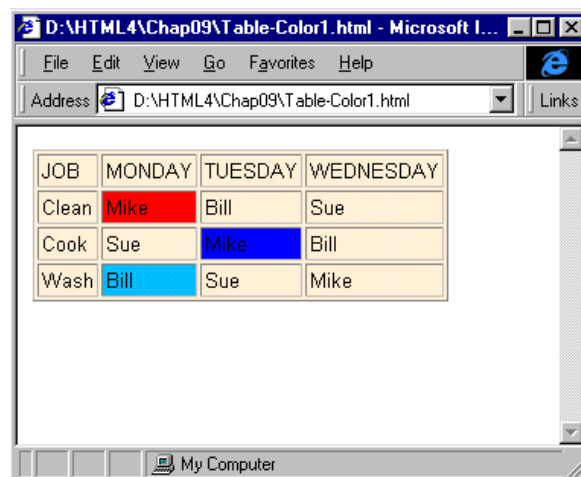 D:\HTML4\Chap09\Table-Color1.html - Microsoft I...
File Edit View Go Favorites Help
Address D:\HTML4\Chap09\Table-Color1.html Links
JOB MONDAY TUESDAY WEDNESDAY
Clean Mike Bill Sue
Cook Sue Mike Bill
Wash Bill Sue Mike
My Computer